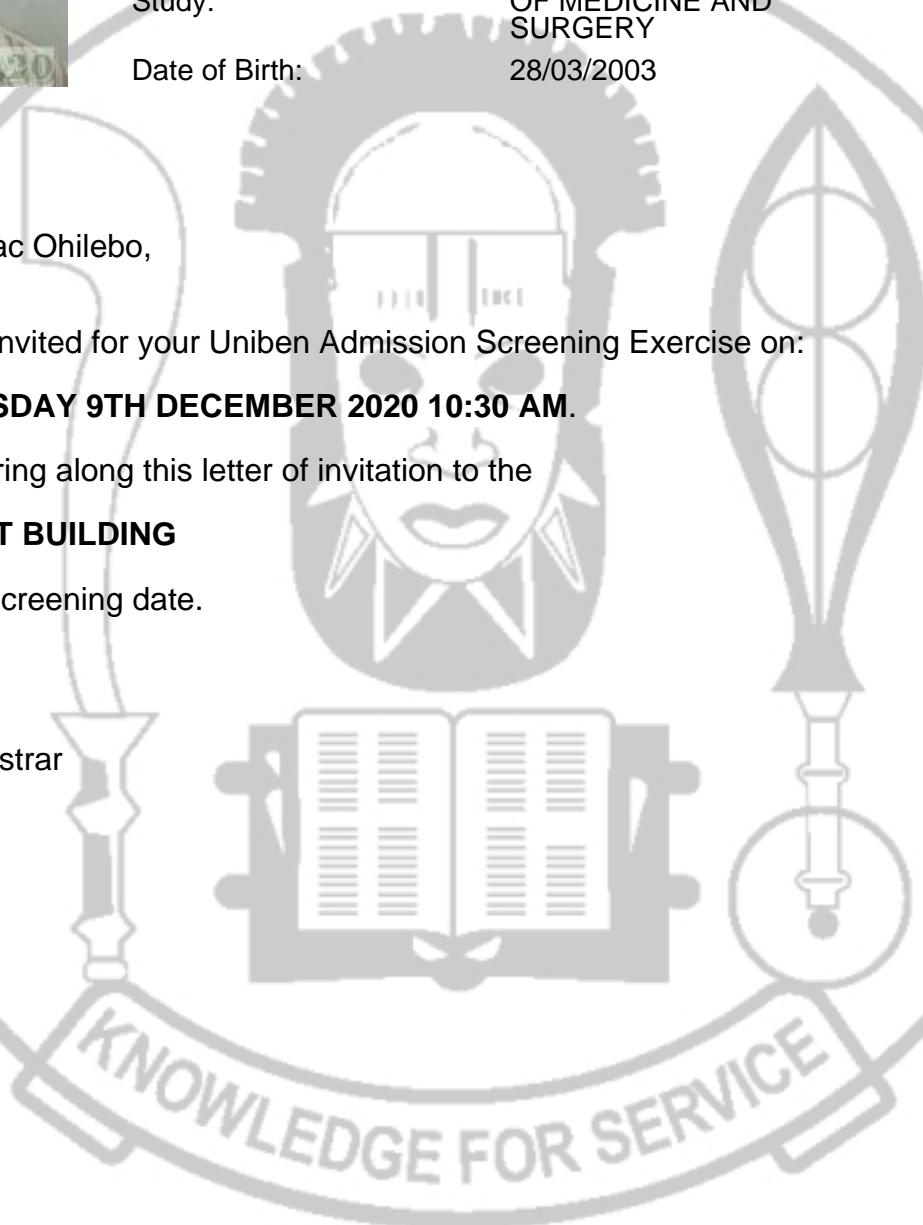 Study:
OF MEDICINE AND
SURGERY
20
Date of Birth:
28/03/2003
ac Ohilebo,
nvited for your Uniben Admission Screening Exercise on:
SDAY 9TH DECEMBER 2020 10:30 AM.
ring along this letter of invitation to the
T BUILDING
creening date.
strar
KNOWLEDGE FOR SERVICE